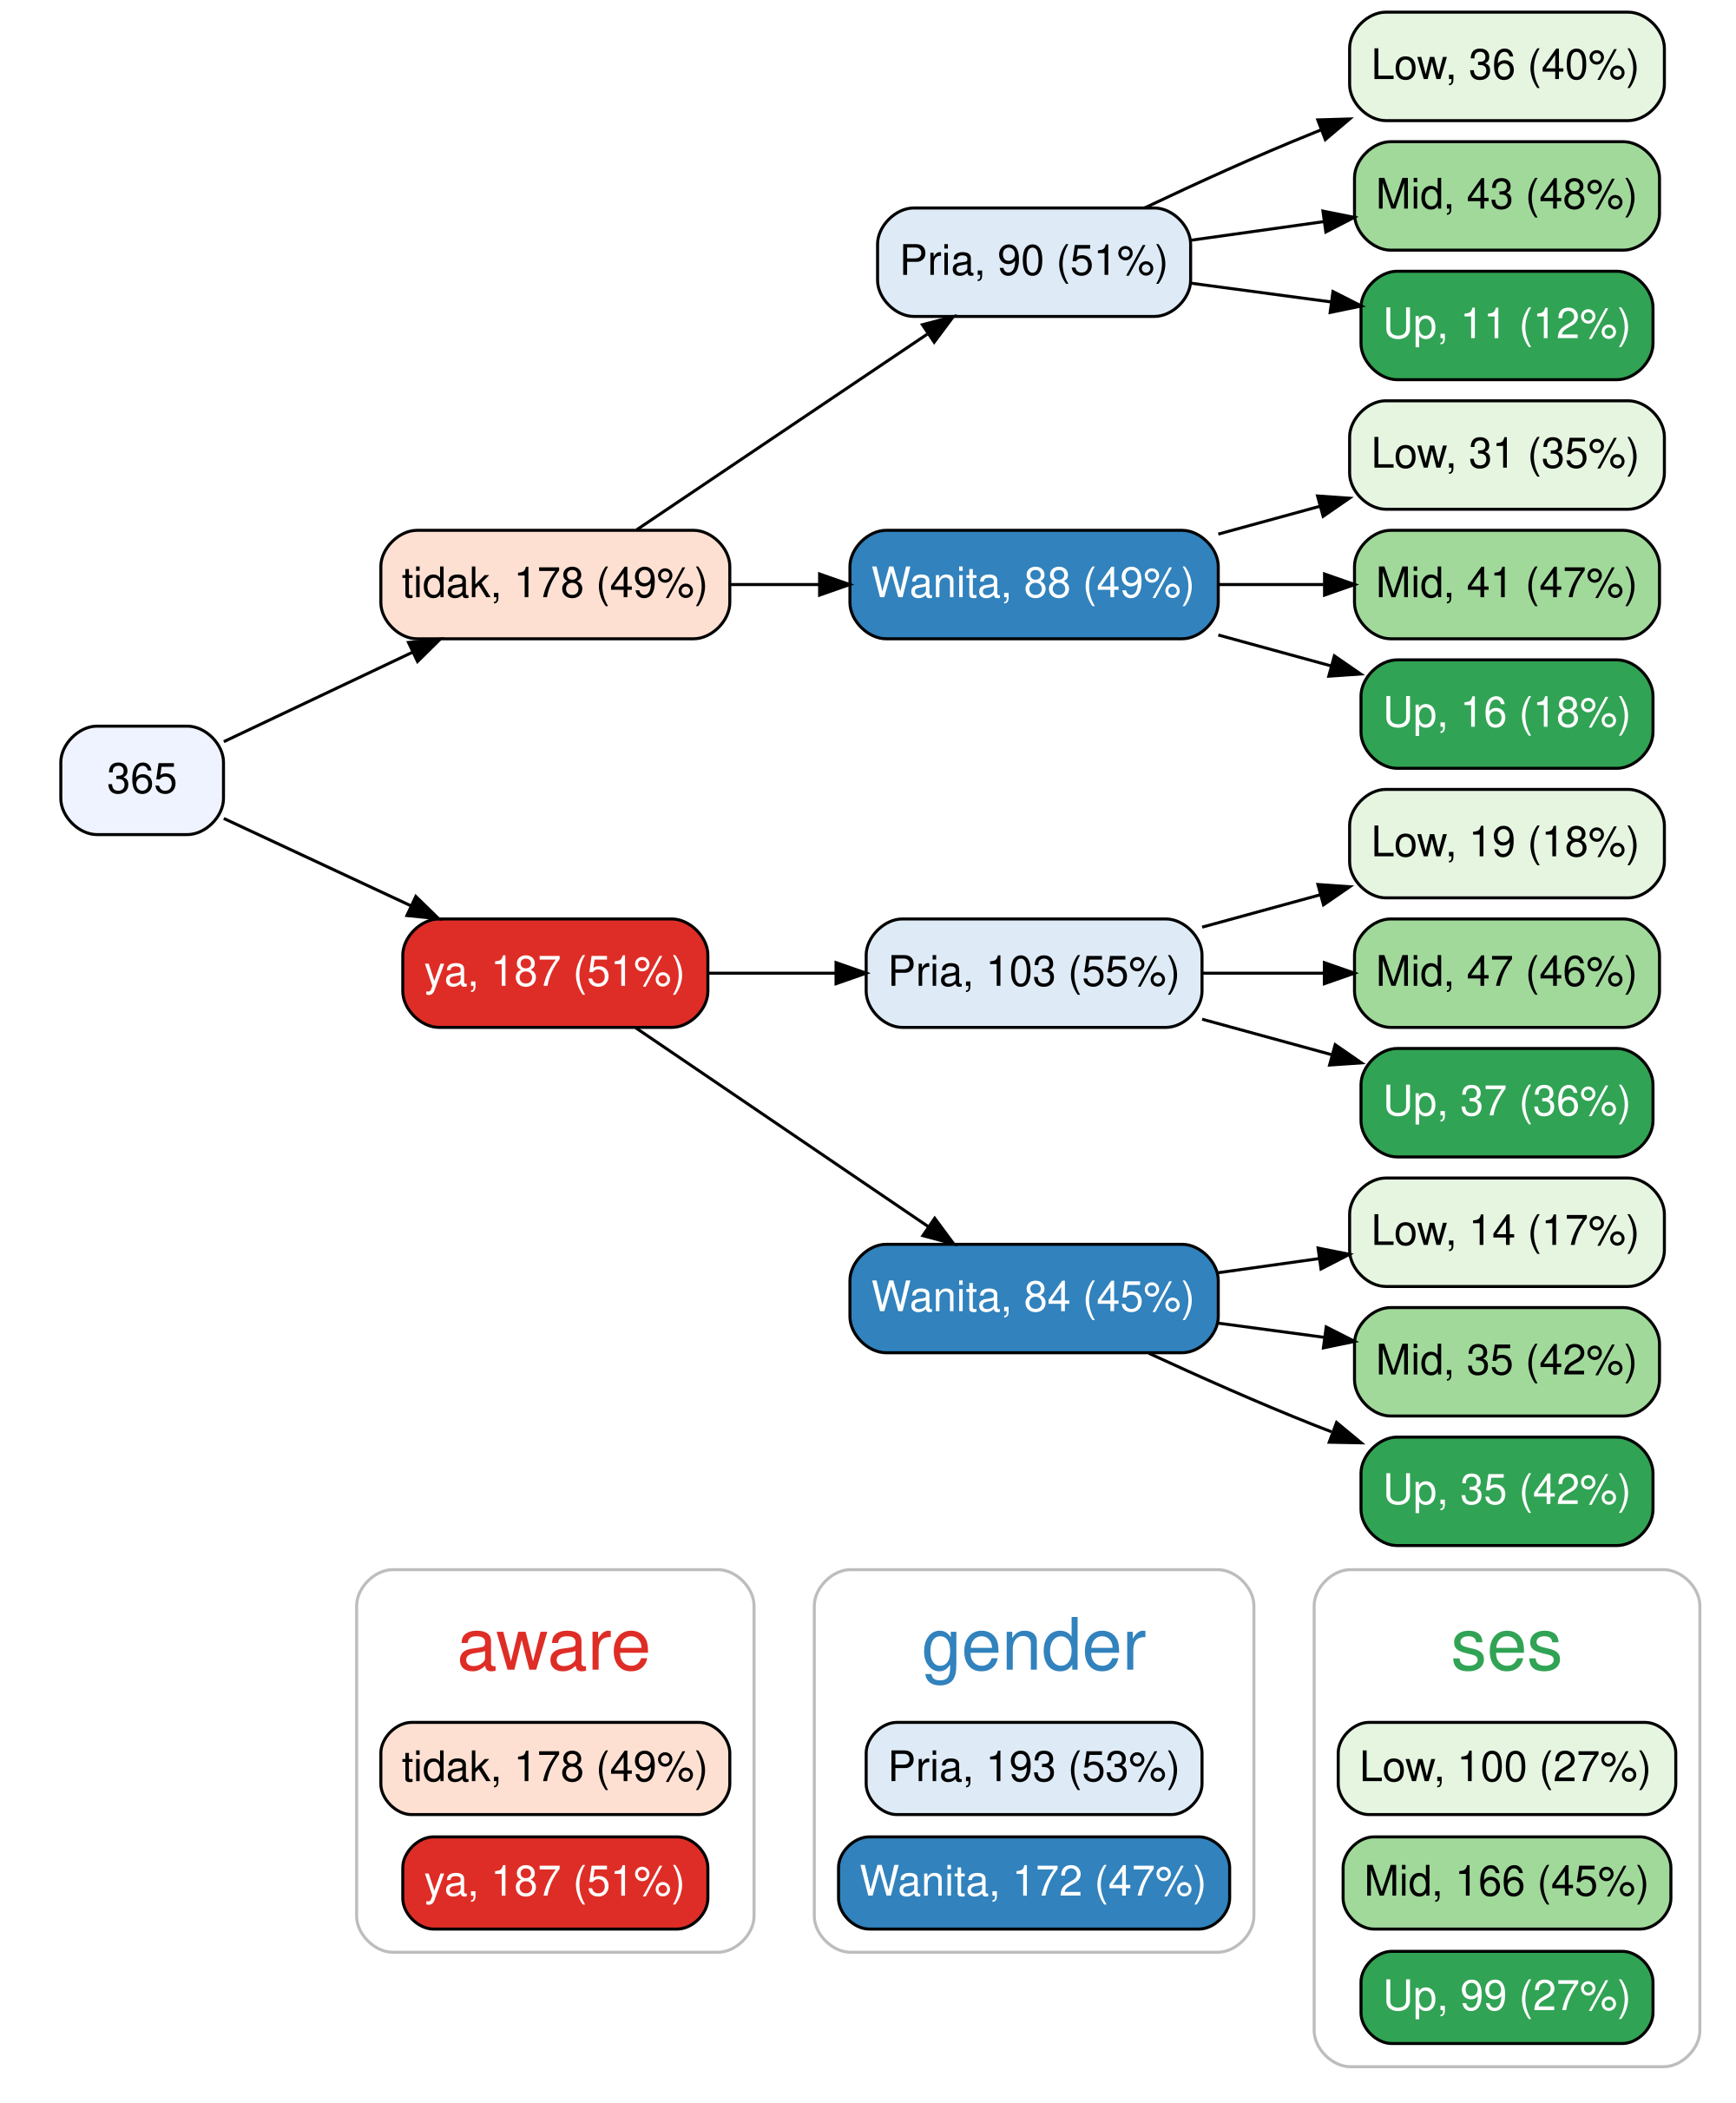 365
tidak, 178 (49%)
ya, 187 (51%)
Pria, 90 (51%)
Wanita, 88 (49%)
Pria, 103 (55%)
Wanita, 84 (45%)
Low, 36 (40%)
Mid, 43 (48%)
Up, 11 (12%)
Low, 31 (35%)
Mid, 41 (47%)
Up, 16 (18%)
Low, 19 (18%)
Mid, 47 (46%)
Up, 37 (36%)
Low, 14 (17%)
Mid, 35 (42%)
Up, 35 (42%)
aware
tidak, 178 (49%)
ya, 187 (51%)
gender
Pria, 193 (53%)
Wanita, 172 (47%)
ses
Low, 100 (27%)
Mid, 166 (45%)
Up, 99 (27%)